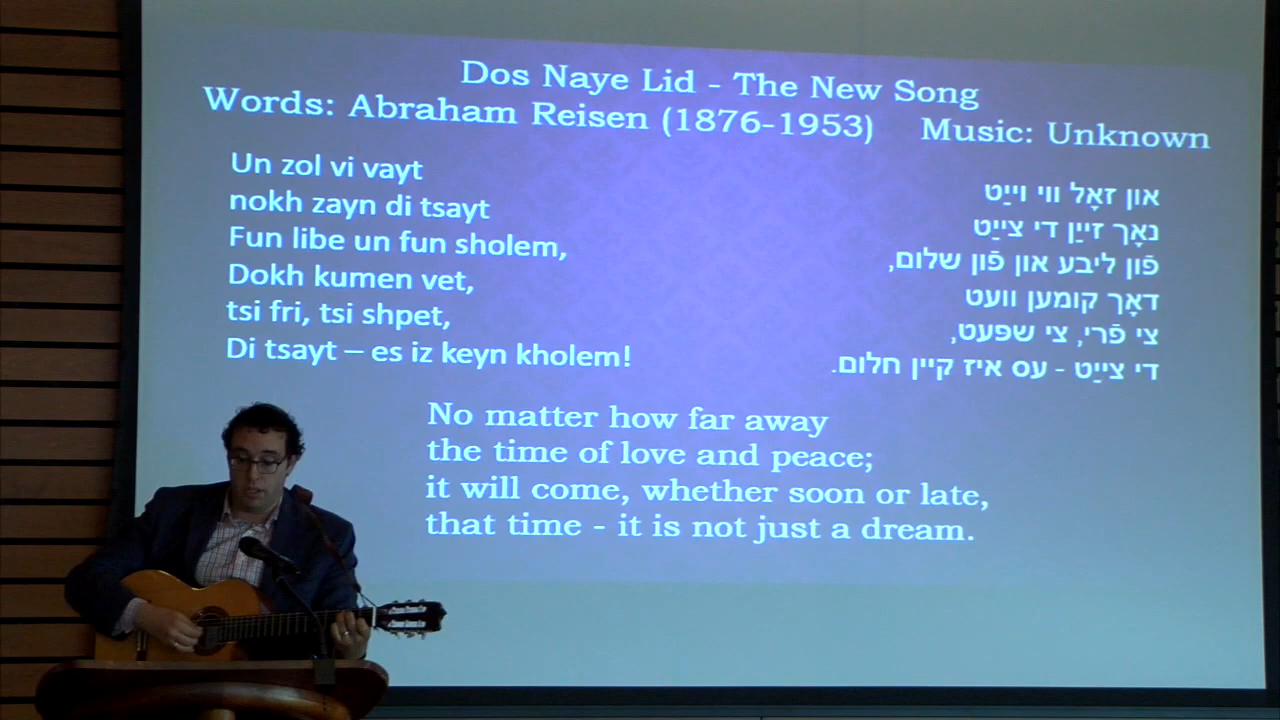 Dos Naye Lid - The New Song
Words: Abraham Reisen (1876-1953) Music: Unknown
Un zol vi vayt
nokh zayn di tsayt
Fun libe un fun sholem,
Dokh kumen vet,
tsi fri, tsi shpet,
Di tsayt – es iz keyn kholem!
און זאָל ווי ווײַט
נאָך זײַן די צײַט
פֿון ליבע און פֿון שלום,
דאָך קומען וועט
צי פֿרי, צי שפּעט,
די צײַט - עס איז קיין חלום.
No matter how far away
the time of love and peace;
it will come, whether soon or late,
that time - it is not just a dream.